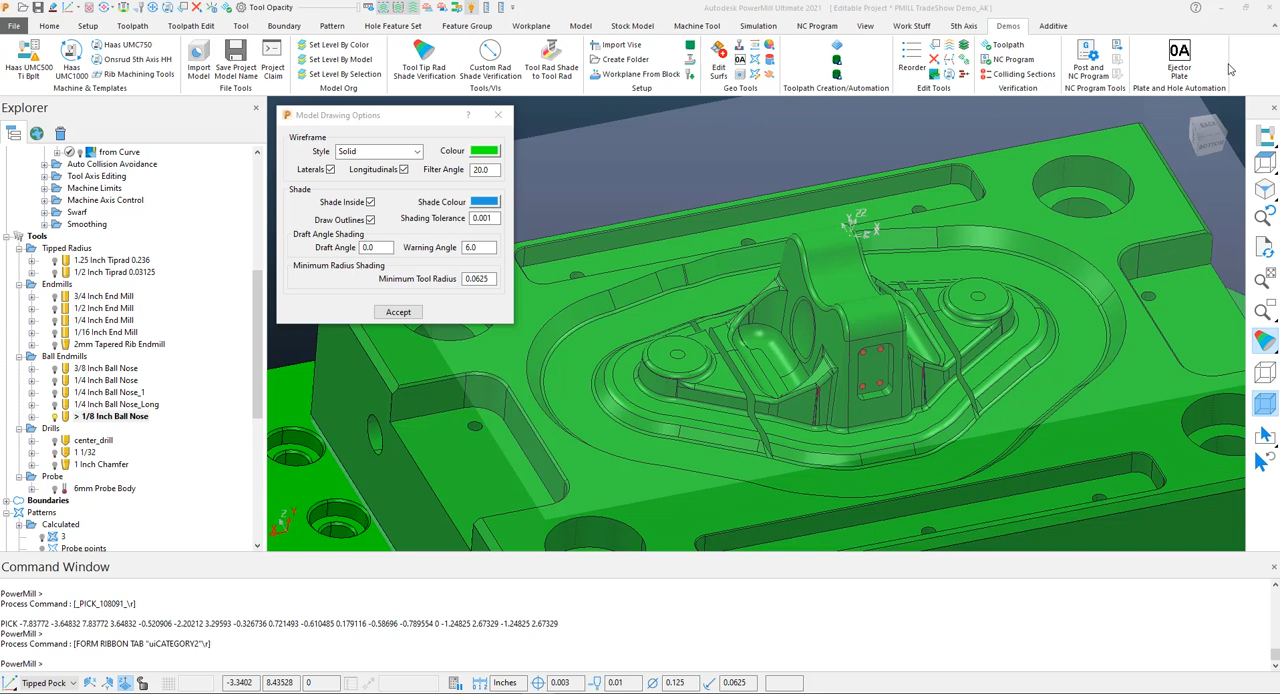 Tool Opacity
Autodesk PowerMill Ultimate 2021 [ Editable Project * PMILL TradeShow Demo_AK ]
File Home Setup Toolpath Toolpath Edit Tool Boundary Pattern Hole Feature Set Feature Group Workplane Model Stock Model Machine Tool Simulation NC Program View Work Stuff 5th Axis Demos Additive
Haas UMC500
Ti Bplt
Haas
UMC1000
Haas UMC750
Onsrud 5th Axis HH
Rib Machining Tools
Machine & Templates
Import
Model
Save Project
Model Name
Project
Claim
File Tools
Set Level By Color
Set Level By Model
Set Level By Selection
Model Org
Tool Tip Rad
Shade Verification
Custom Rad
Shade Verification
Tool Rad Shade
to Tool Rad
Tools/VIs
Import Vise
Create Folder
Workplane From Block
Setup
Edit
Surfs
Geo Tools
Toolpath Creation/Automation
Reorder
Edit Tools
Toolpath
NC Program
Colliding Sections
Verification
Post and
NC Program
NC Program Tools
0A
Ejector
Plate
Plate and Hole Automation
Explorer
from Curve
Auto Collision Avoidance
Tool Axis Editing
Machine Limits
Machine Axis Control
Swarf
Smoothing
Tools
Tipped Radius
1.25 Inch Tiprad 0.236
1/2 Inch Tiprad 0.03125
Endmills
3/4 Inch End Mill
1/2 Inch End Mill
1/4 Inch End Mill
1/16 Inch End Mill
2mm Tapered Rib Endmill
Ball Endmills
3/8 Inch Ball Nose
1/4 Inch Ball Nose
1/4 Inch Ball Nose_1
1/4 Inch Ball Nose_Long
> 1/8 Inch Ball Nose
Drills
center_drill
1 1/32
1 Inch Chamfer
Probe
6mm Probe Body
Boundaries
Patterns
Calculated
3
Probe points
Model Drawing Options
? 
Wireframe
Style Solid Colour
Laterals Longitudinals Filter Angle 20.0
Shade
Shade Inside Shade Colour
Draw Outlines Shading Tolerance 0.001
Draft Angle Shading
Draft Angle 0.0 Warning Angle 6.0
Minimum Radius Shading
Minimum Tool Radius 0.0625
Accept
BACK
BOTTOM
Command Window
PowerMill >
Process Command : [_PICK_108091_\r]
PICK -7.83772 -3.64832 7.83772 3.64832 -0.520906 -2.20212 3.29593 -0.326736 0.721493 -0.610485 0.179116 -0.58696 -0.789554 0 -1.24825 2.67329 -1.24825 2.67329
PowerMill >
Process Command : [FORM RIBBON TAB "uiCATEGORY2"\r]
PowerMill >
Tipped Pock -3.3402 8.43528 0 Inches 0.003 0.01 0.125 0.0625